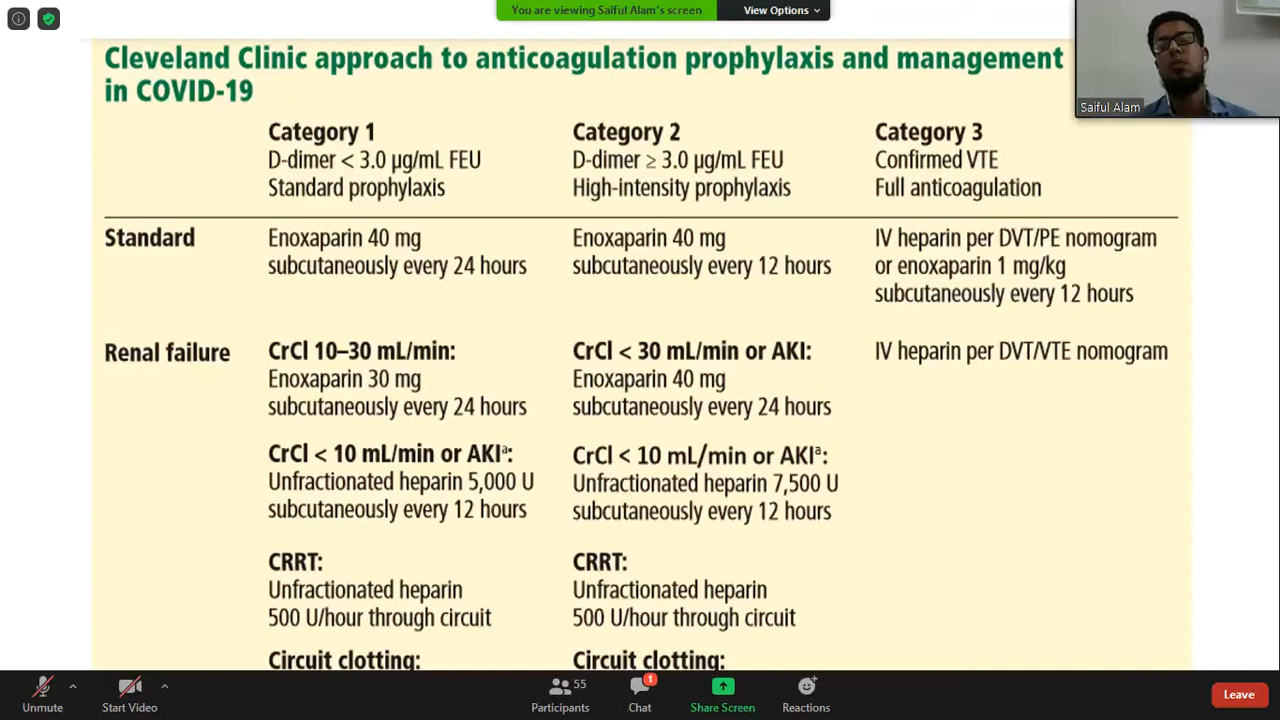 You are viewing Saiful Alam's screen
View Options
Cleveland Clinic approach to anticoagulation prophylaxis and management
in COVID-19
Saiful Alam
Category 1
D-dimer < 3.0 µg/mL FEU
Standard prophylaxis
Category 2
D-dimer ≥ 3.0 µg/mL FEU
High-intensity prophylaxis
Category 3
Confirmed VTE
Full anticoagulation
Standard
Enoxaparin 40 mg
subcutaneously every 24 hours
Enoxaparin 40 mg
subcutaneously every 12 hours
IV heparin per DVT/PE nomogram
or enoxaparin 1 mg/kg
subcutaneously every 12 hours
Renal failure
CrCl 10–30 mL/min:
Enoxaparin 30 mg
subcutaneously every 24 hours
CrCl < 10 mL/min or AKIª:
Unfractionated heparin 5,000 U
subcutaneously every 12 hours
CRRT:
Unfractionated heparin
500 U/hour through circuit
Circuit clotting:
CrCl < 30 mL/min or AKI:
Enoxaparin 40 mg
subcutaneously every 24 hours
CrCl < 10 mL/min or AKIª:
Unfractionated heparin 7,500 U
subcutaneously every 12 hours
CRRT:
Unfractionated heparin
500 U/hour through circuit
Circuit clotting:
IV heparin per DVT/VTE nomogram
Unmute
Start Video
55
Participants
1
Chat
Share Screen
Reactions
Leave